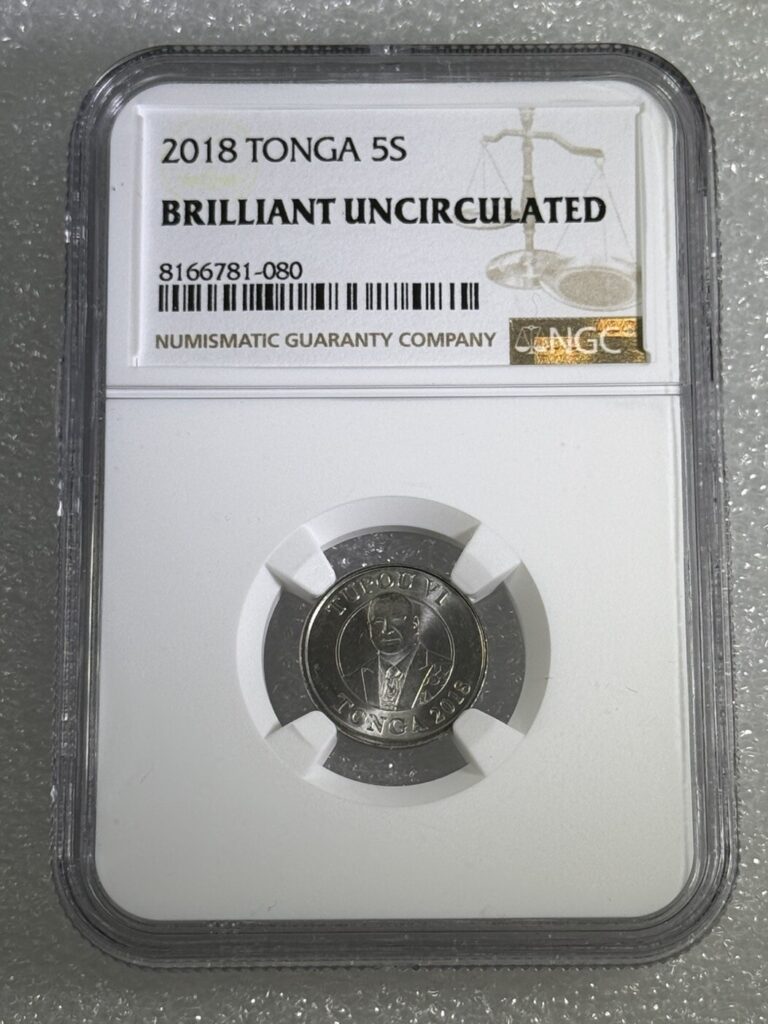 2018 TONGA 5S
BRILLIANT UNCIRCULATED
8166781-080
NUMISMATIC GUARANTY COMPANY
NGC
TUPOU VI
TONGA 2018